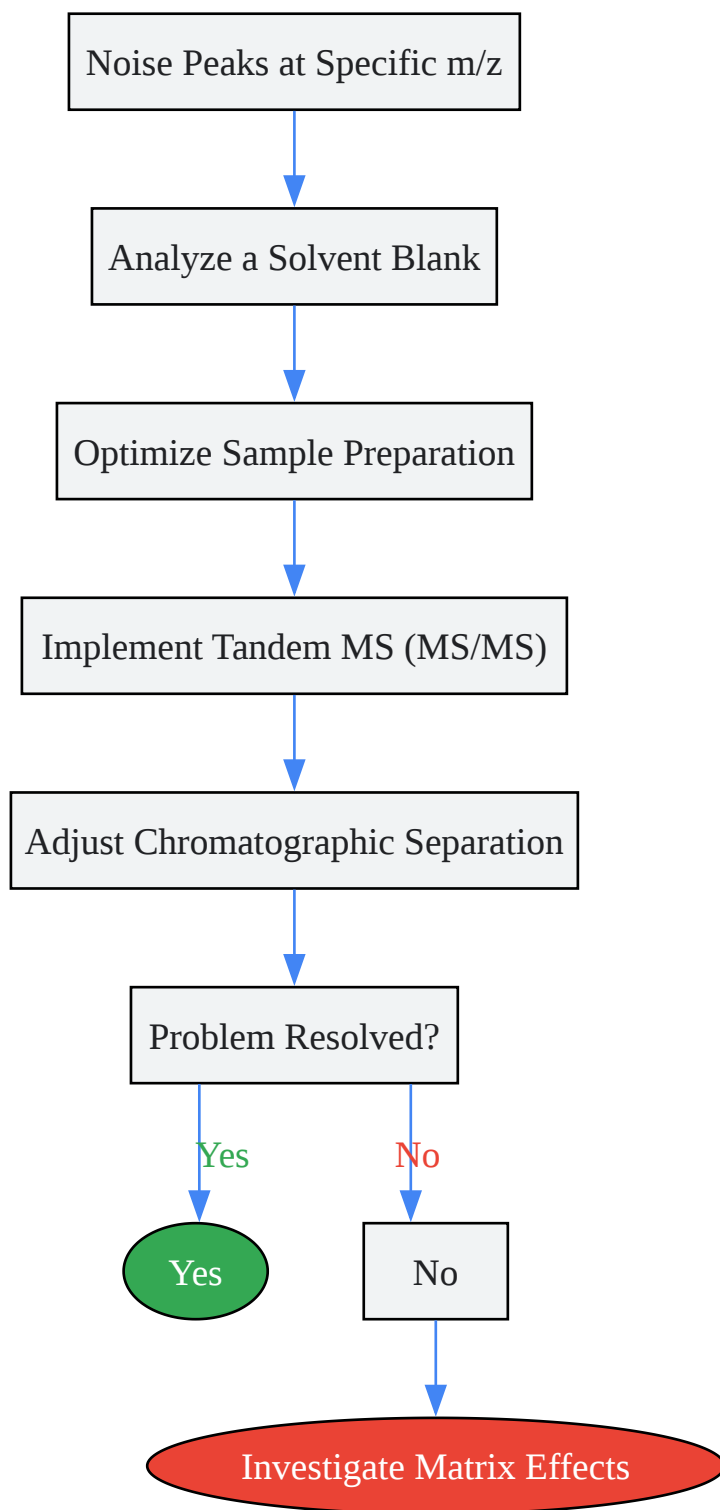 Noise Peaks at Specific m/z
Analyze a Solvent Blank
Optimize Sample Preparation
Implement Tandem MS (MS/MS)
Adjust Chromatographic Separation
Problem Resolved?
Yes
No
Yes
No
Investigate Matrix Effects